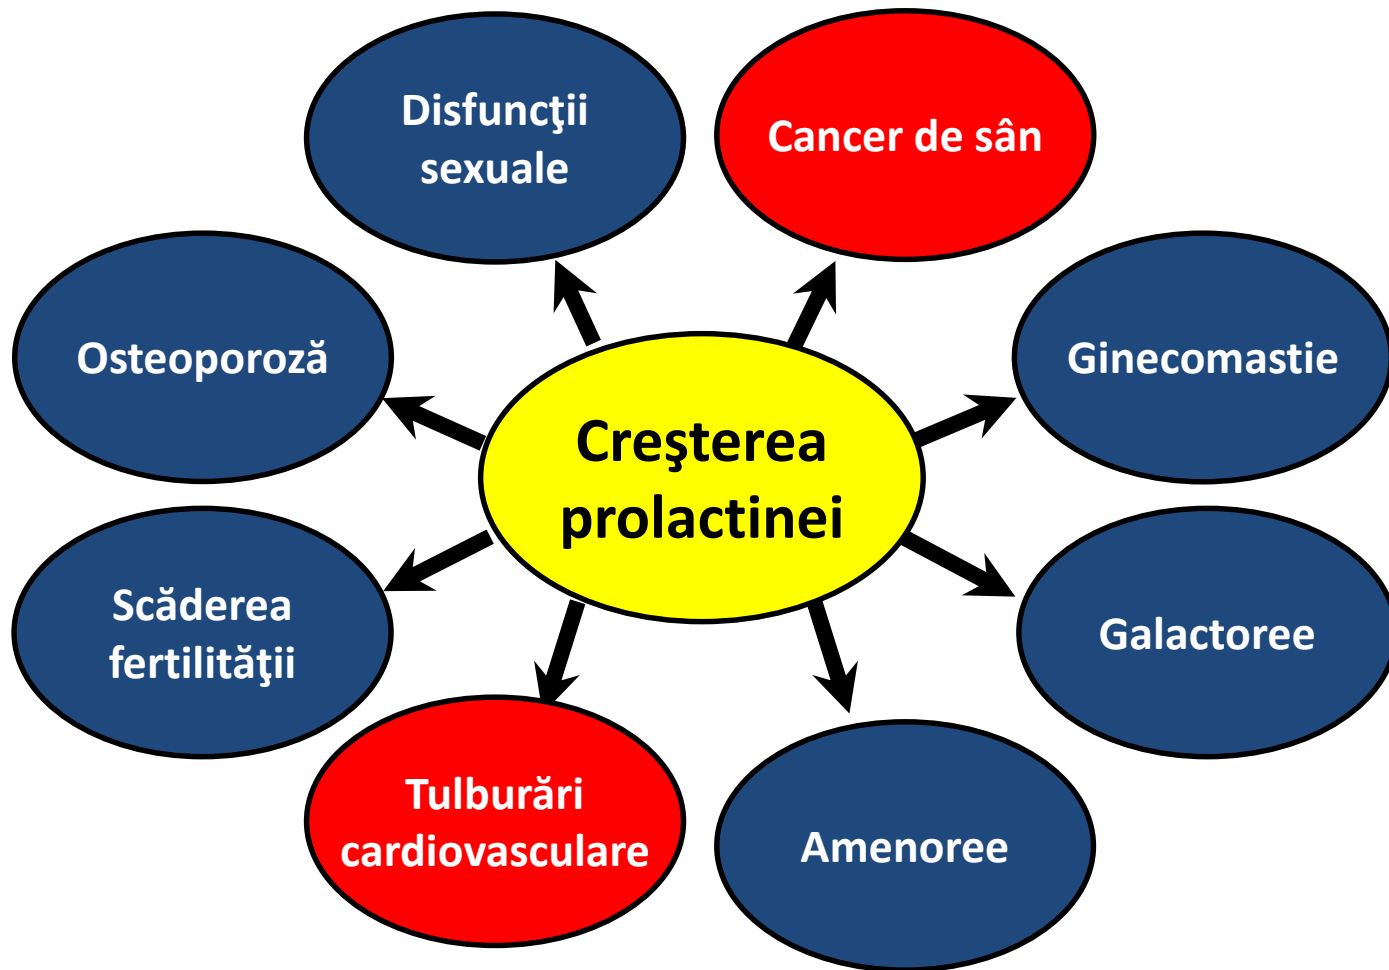 Disfuncţii
sexuale
Cancer de sân
Osteoporoză
Ginecomastie
Creşterea
prolactinei
Scăderea
fertilităţii
Galactoree
Tulburări
cardiovasculare
Amenoree